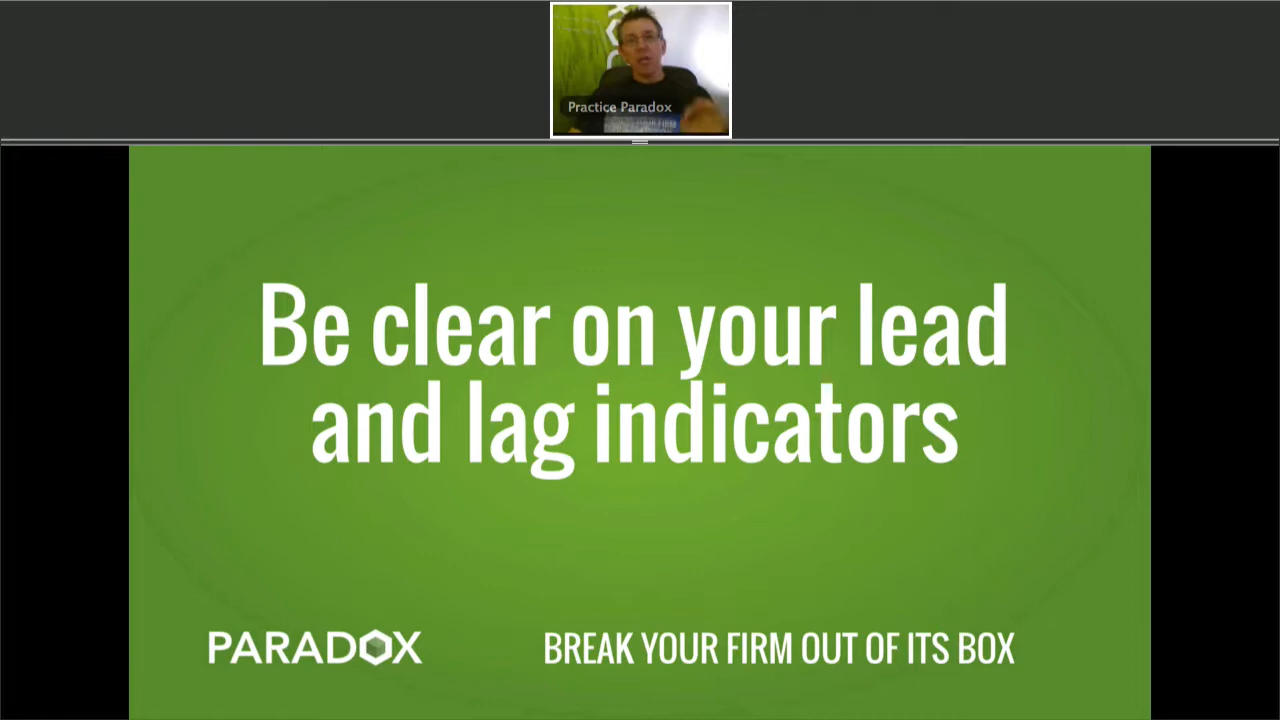 Practice Paradox
Be clear on your lead
and lag indicators
PARADOX
BREAK YOUR FIRM OUT OF ITS BOX